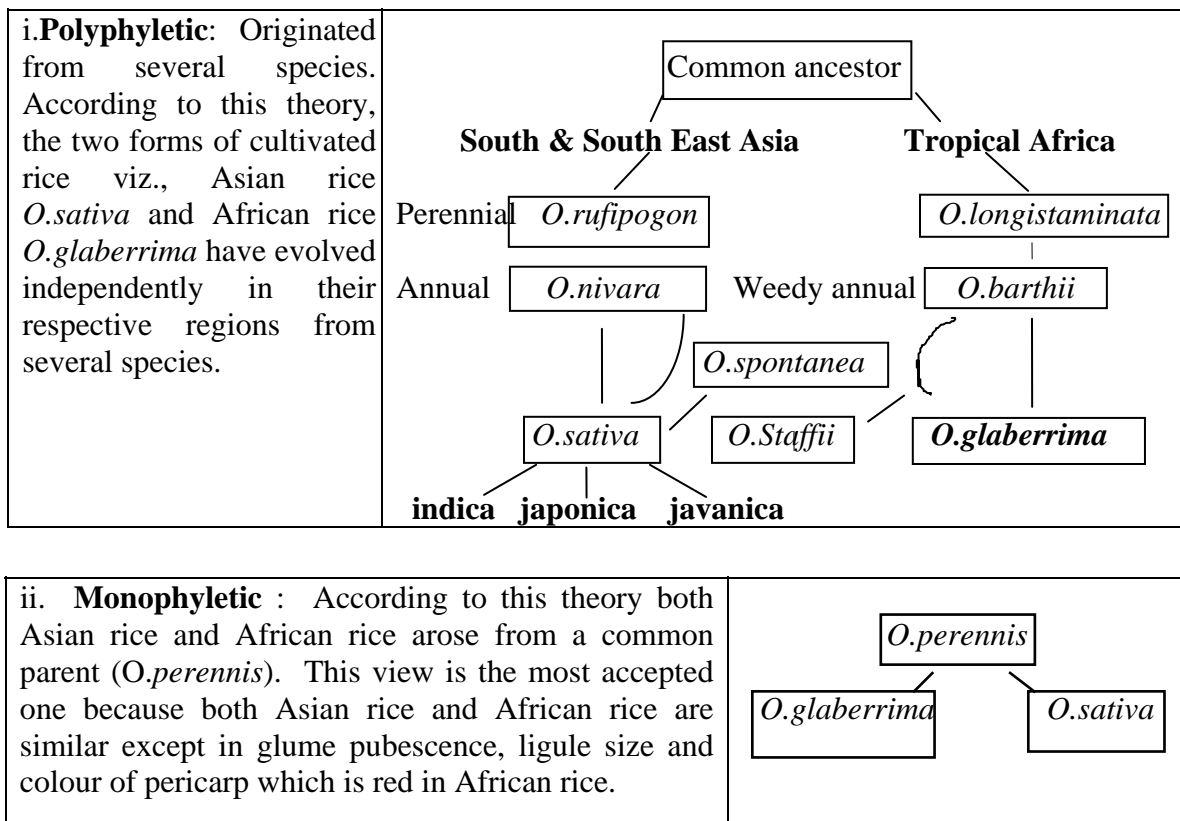 i.Polyphyletic: Originated
from several species.
According to this theory,
the two forms of cultivated
rice viz., Asian rice
O.sativa and African rice
O.glaberrima have evolved
independently in their
respective regions from
several species.
Common ancestor
South & South East Asia Tropical Africa
Perennial O.rufipogon O.longistaminata
Annual O.nivara Weedy annual O.barthii
O.spontanea
O.sativa O.Staffii O.glaberrima
indica japonica javanica
ii. Monophyletic : According to this theory both
Asian rice and African rice arose from a common
parent (O.perennis). This view is the most accepted
one because both Asian rice and African rice are
similar except in glume pubescence, ligule size and
colour of pericarp which is red in African rice.
O.perennis
O.glaberrima O.sativa